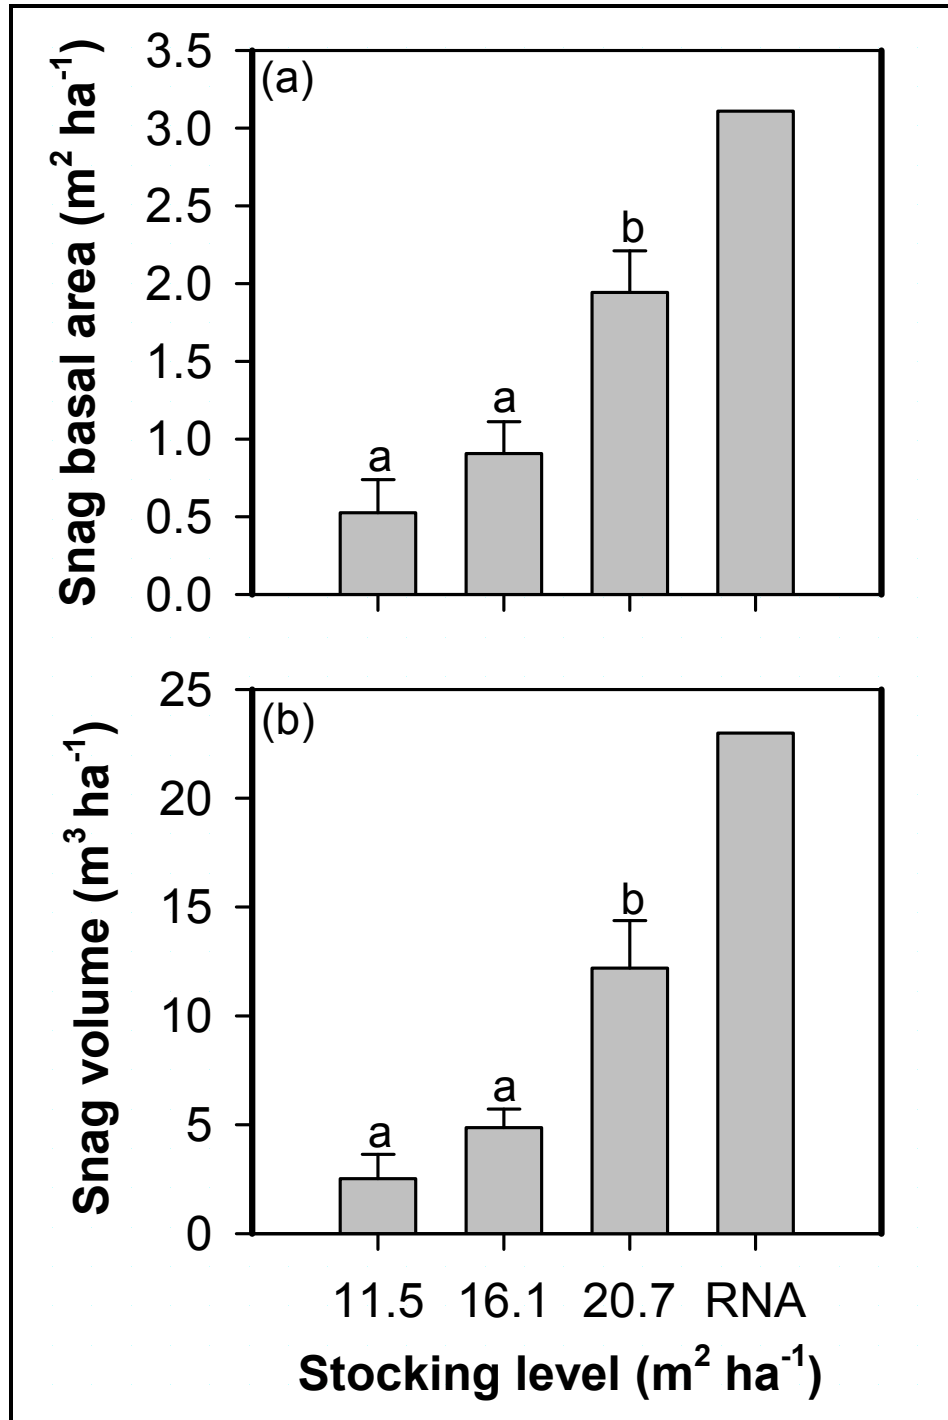 Snag basal area (m² ha⁻¹)
3.5
3.0
2.5
2.0
1.5
1.0
0.5
0.0
(a)
a
a
b
Snag volume (m³ ha⁻¹)
25
20
15
10
5
0
(b)
a
a
b
11.5 16.1 20.7 RNA
Stocking level (m² ha⁻¹)